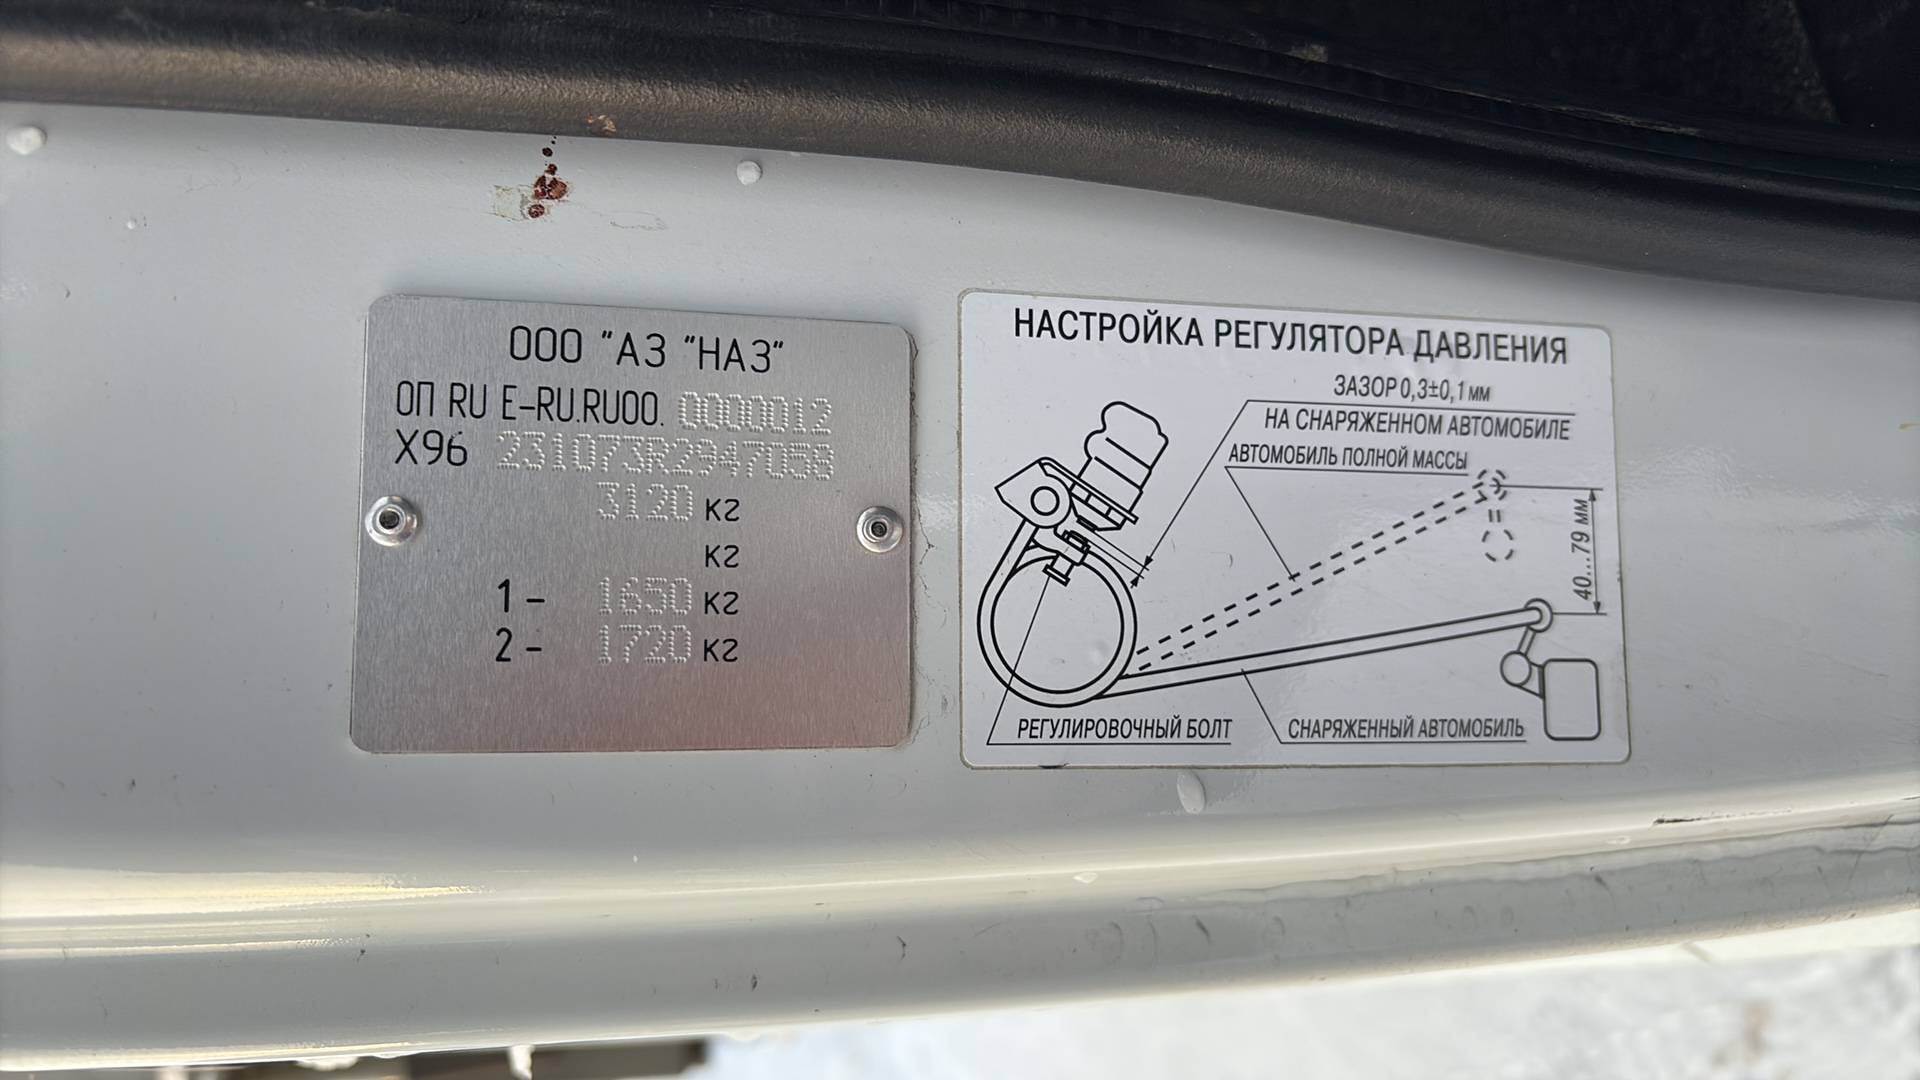 ООО "АЗ "НАЗ"
ОП RU E-RU.RU00. 0000012
X96 231073R2947058
3120 кг
кг
1 - 1650 кг
2 - 1720 кг
НАСТРОЙКА РЕГУЛЯТОРА ДАВЛЕНИЯ
ЗАЗОР 0,3±0,1 мм
НА СНАРЯЖЕННОМ АВТОМОБИЛЕ
АВТОМОБИЛЬ ПОЛНОЙ МАССЫ
40...79 мм
РЕГУЛИРОВОЧНЫЙ БОЛТ
СНАРЯЖЕННЫЙ АВТОМОБИЛЬ